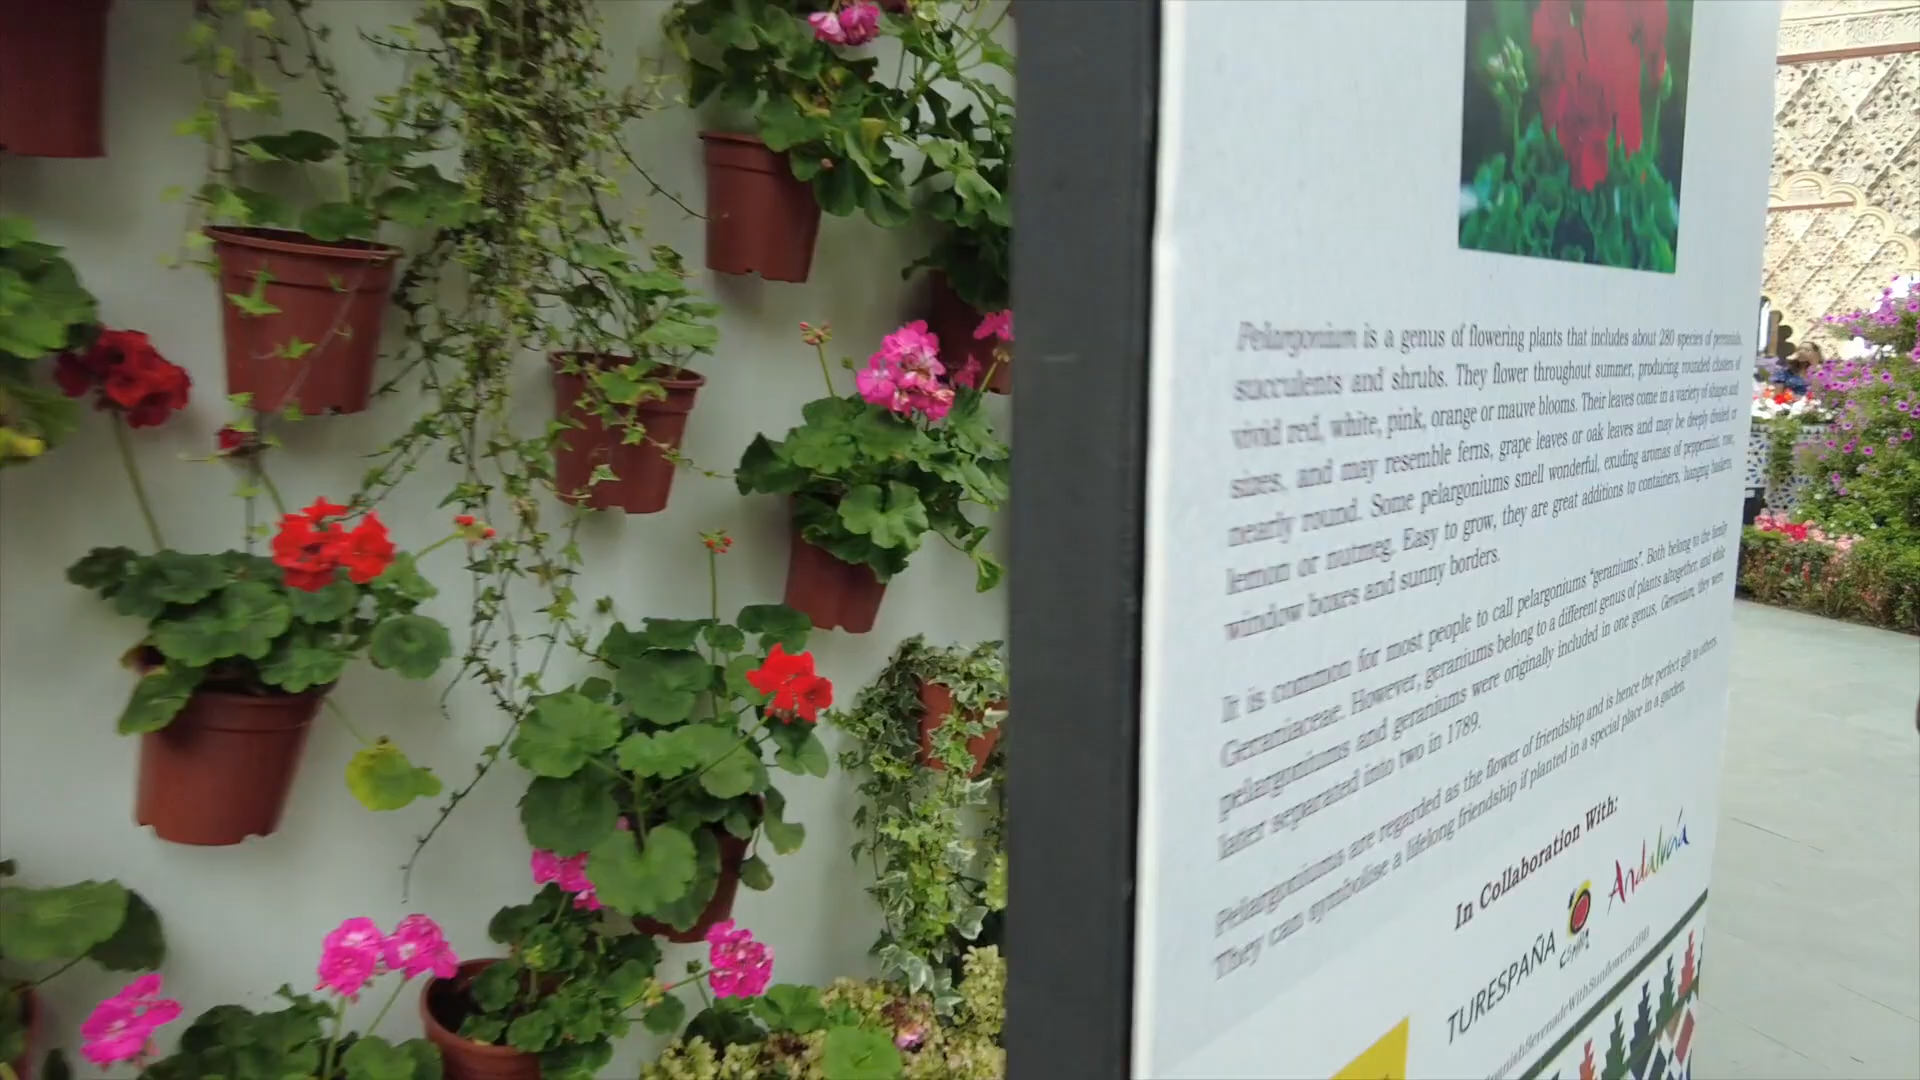 Pelargonium is a genus of flowering plants that includes about 280 species of perennials,
succulents and shrubs. They flower throughout summer, producing rounded clusters of
vivid red, white, pink, orange or mauve blooms. Their leaves come in a variety of shapes and
sizes, and may resemble ferns, grape leaves or oak leaves and may be deeply divided or
nearly round. Some pelargoniums smell wonderful, exuding aromas of peppermint, rose,
lemon or nutmeg. Easy to grow, they are great additions to containers, hanging baskets,
window boxes and sunny borders.
It is common for most people to call pelargoniums "geraniums". Both belong to the family
Geraniaceae. However, geraniums belong to a different genus of plants altogether, and while
pelargoniums and geraniums were originally included in one genus, Geranium, they were
later separated into two in 1789.
Pelargoniums are regarded as the flower of friendship and is hence the perfect gift to others.
They can symbolise a lifelong friendship if planted in a special place in a garden.
In Collaboration With:
TURESPAÑA
Andalucía